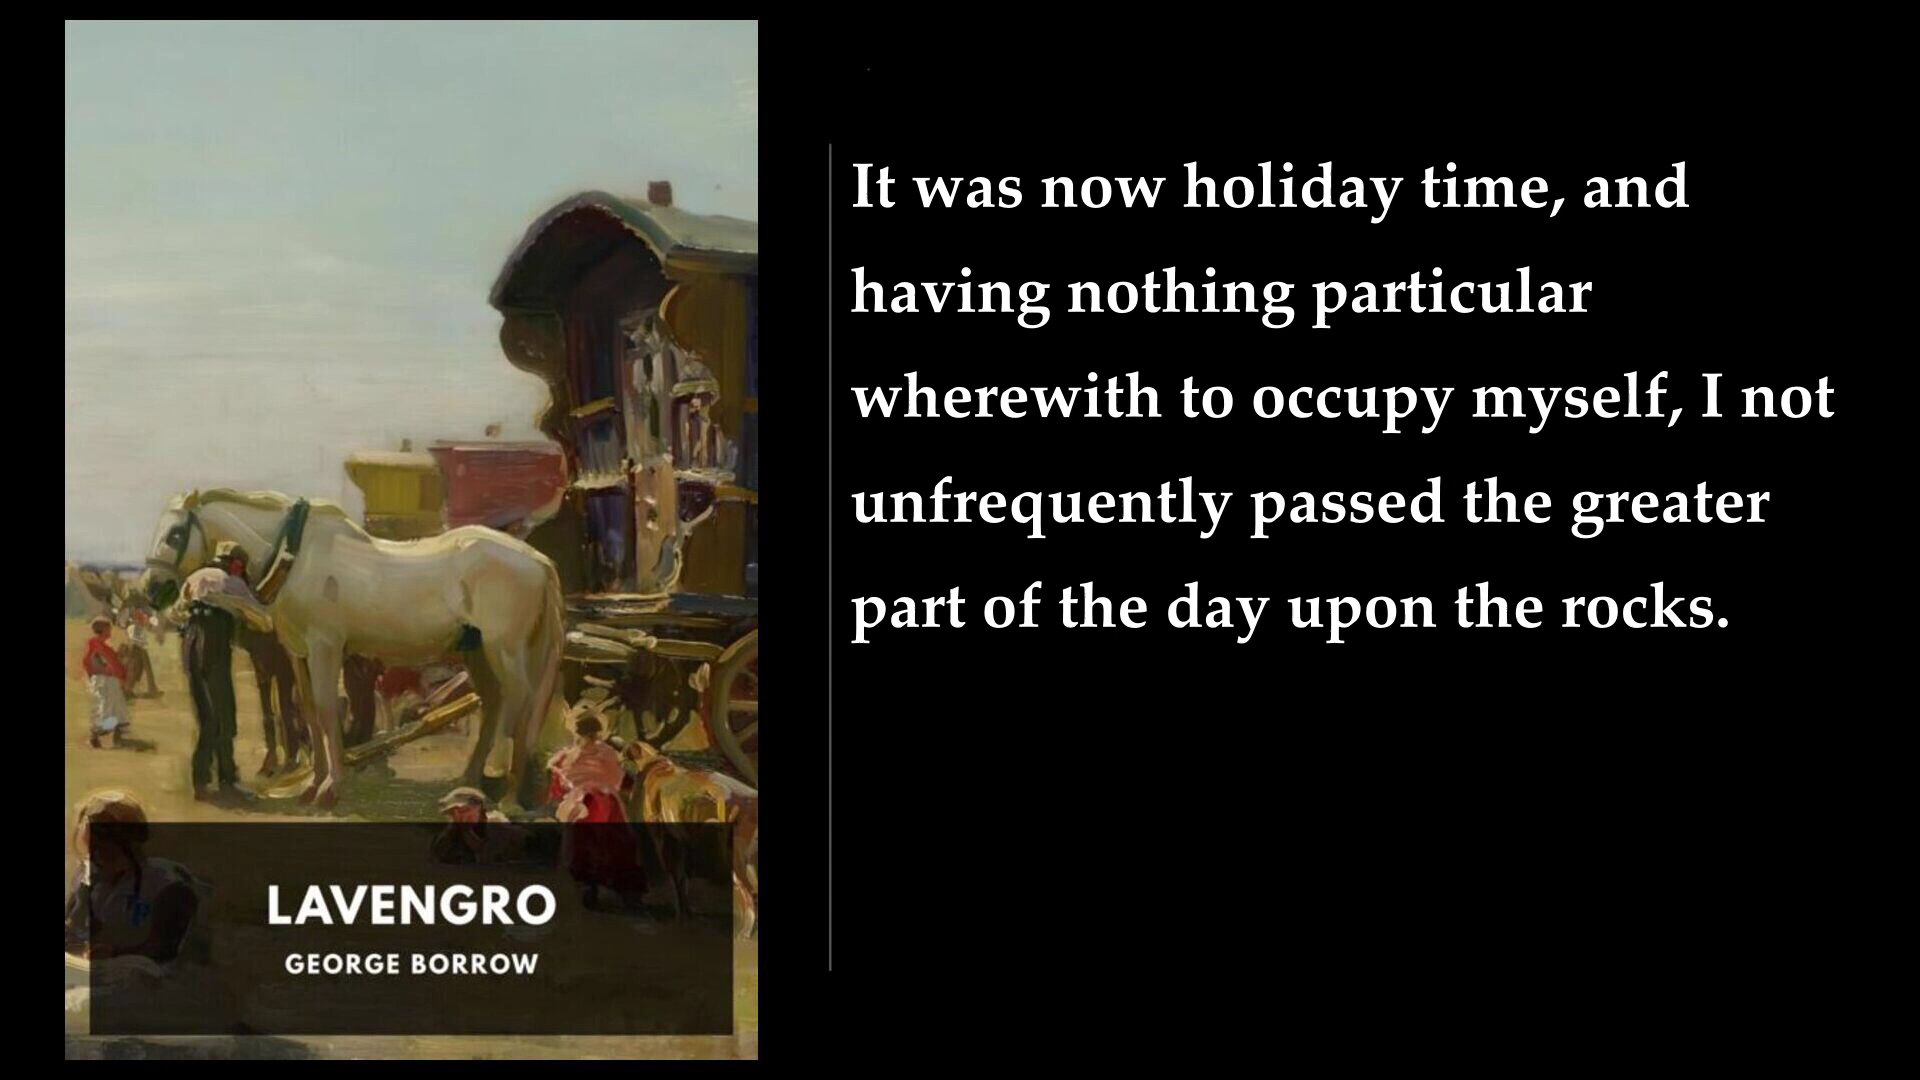 It was now holiday time, and
having nothing particular
wherewith to occupy myself, I not
unfrequently passed the greater
part of the day upon the rocks.
LAVENGRO
GEORGE BORROW